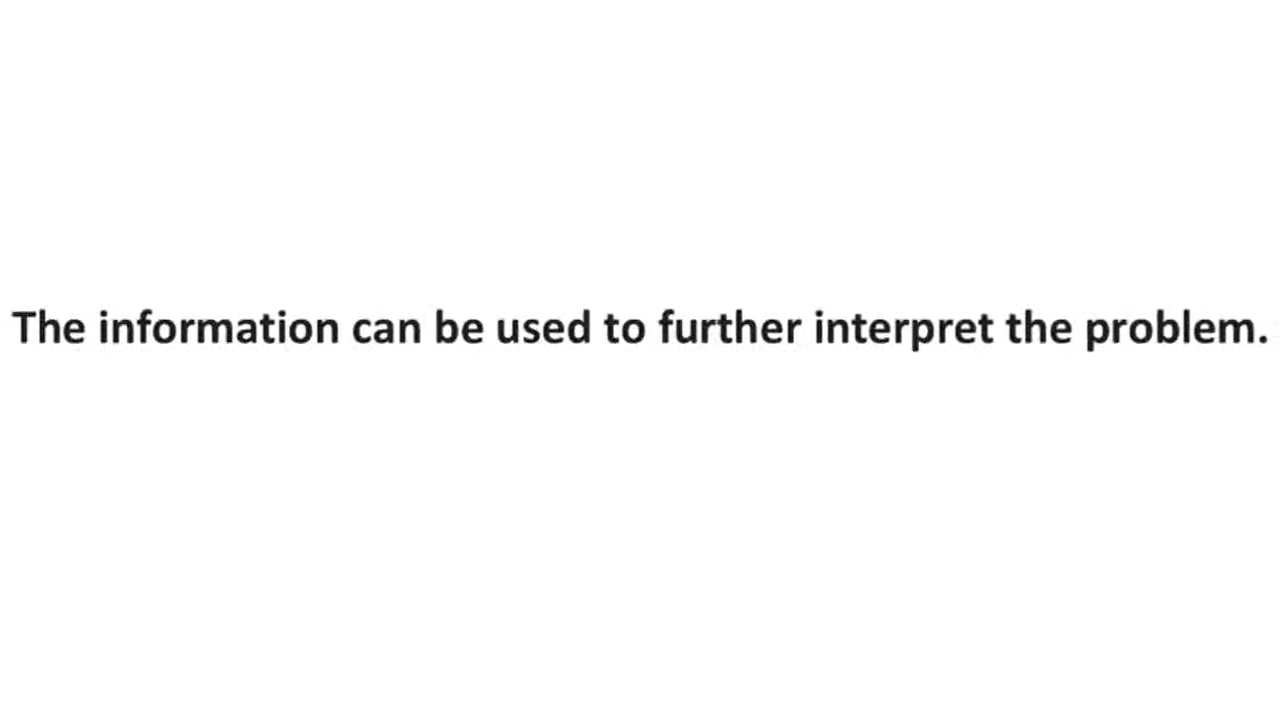 The information can be used to further interpret the problem.